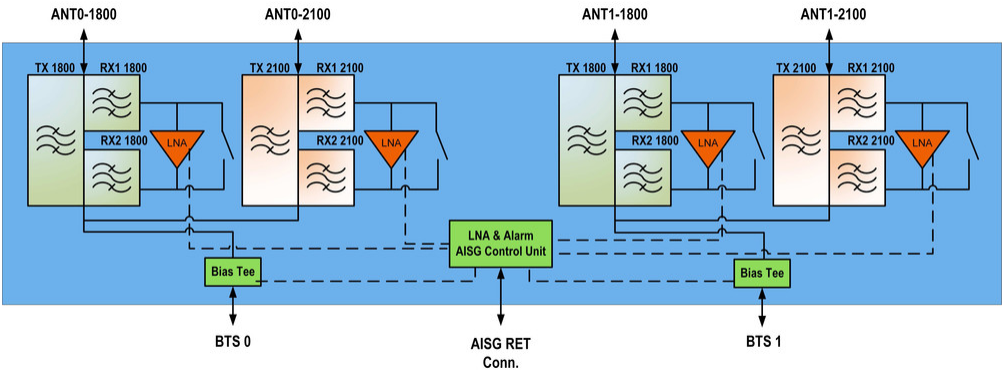 ANT0-1800 ANT0-2100 ANT1-1800 ANT1-2100
TX 1800 RX1 1800 TX 2100 RX1 2100 TX 1800 RX1 1800 TX 2100 RX1 2100
RX2 1800 RX2 2100 RX2 1800 RX2 2100
LNA LNA LNA LNA
LNA & Alarm
AISG Control Unit
Bias Tee Bias Tee
BTS 0 AISG RET BTS 1
Conn.